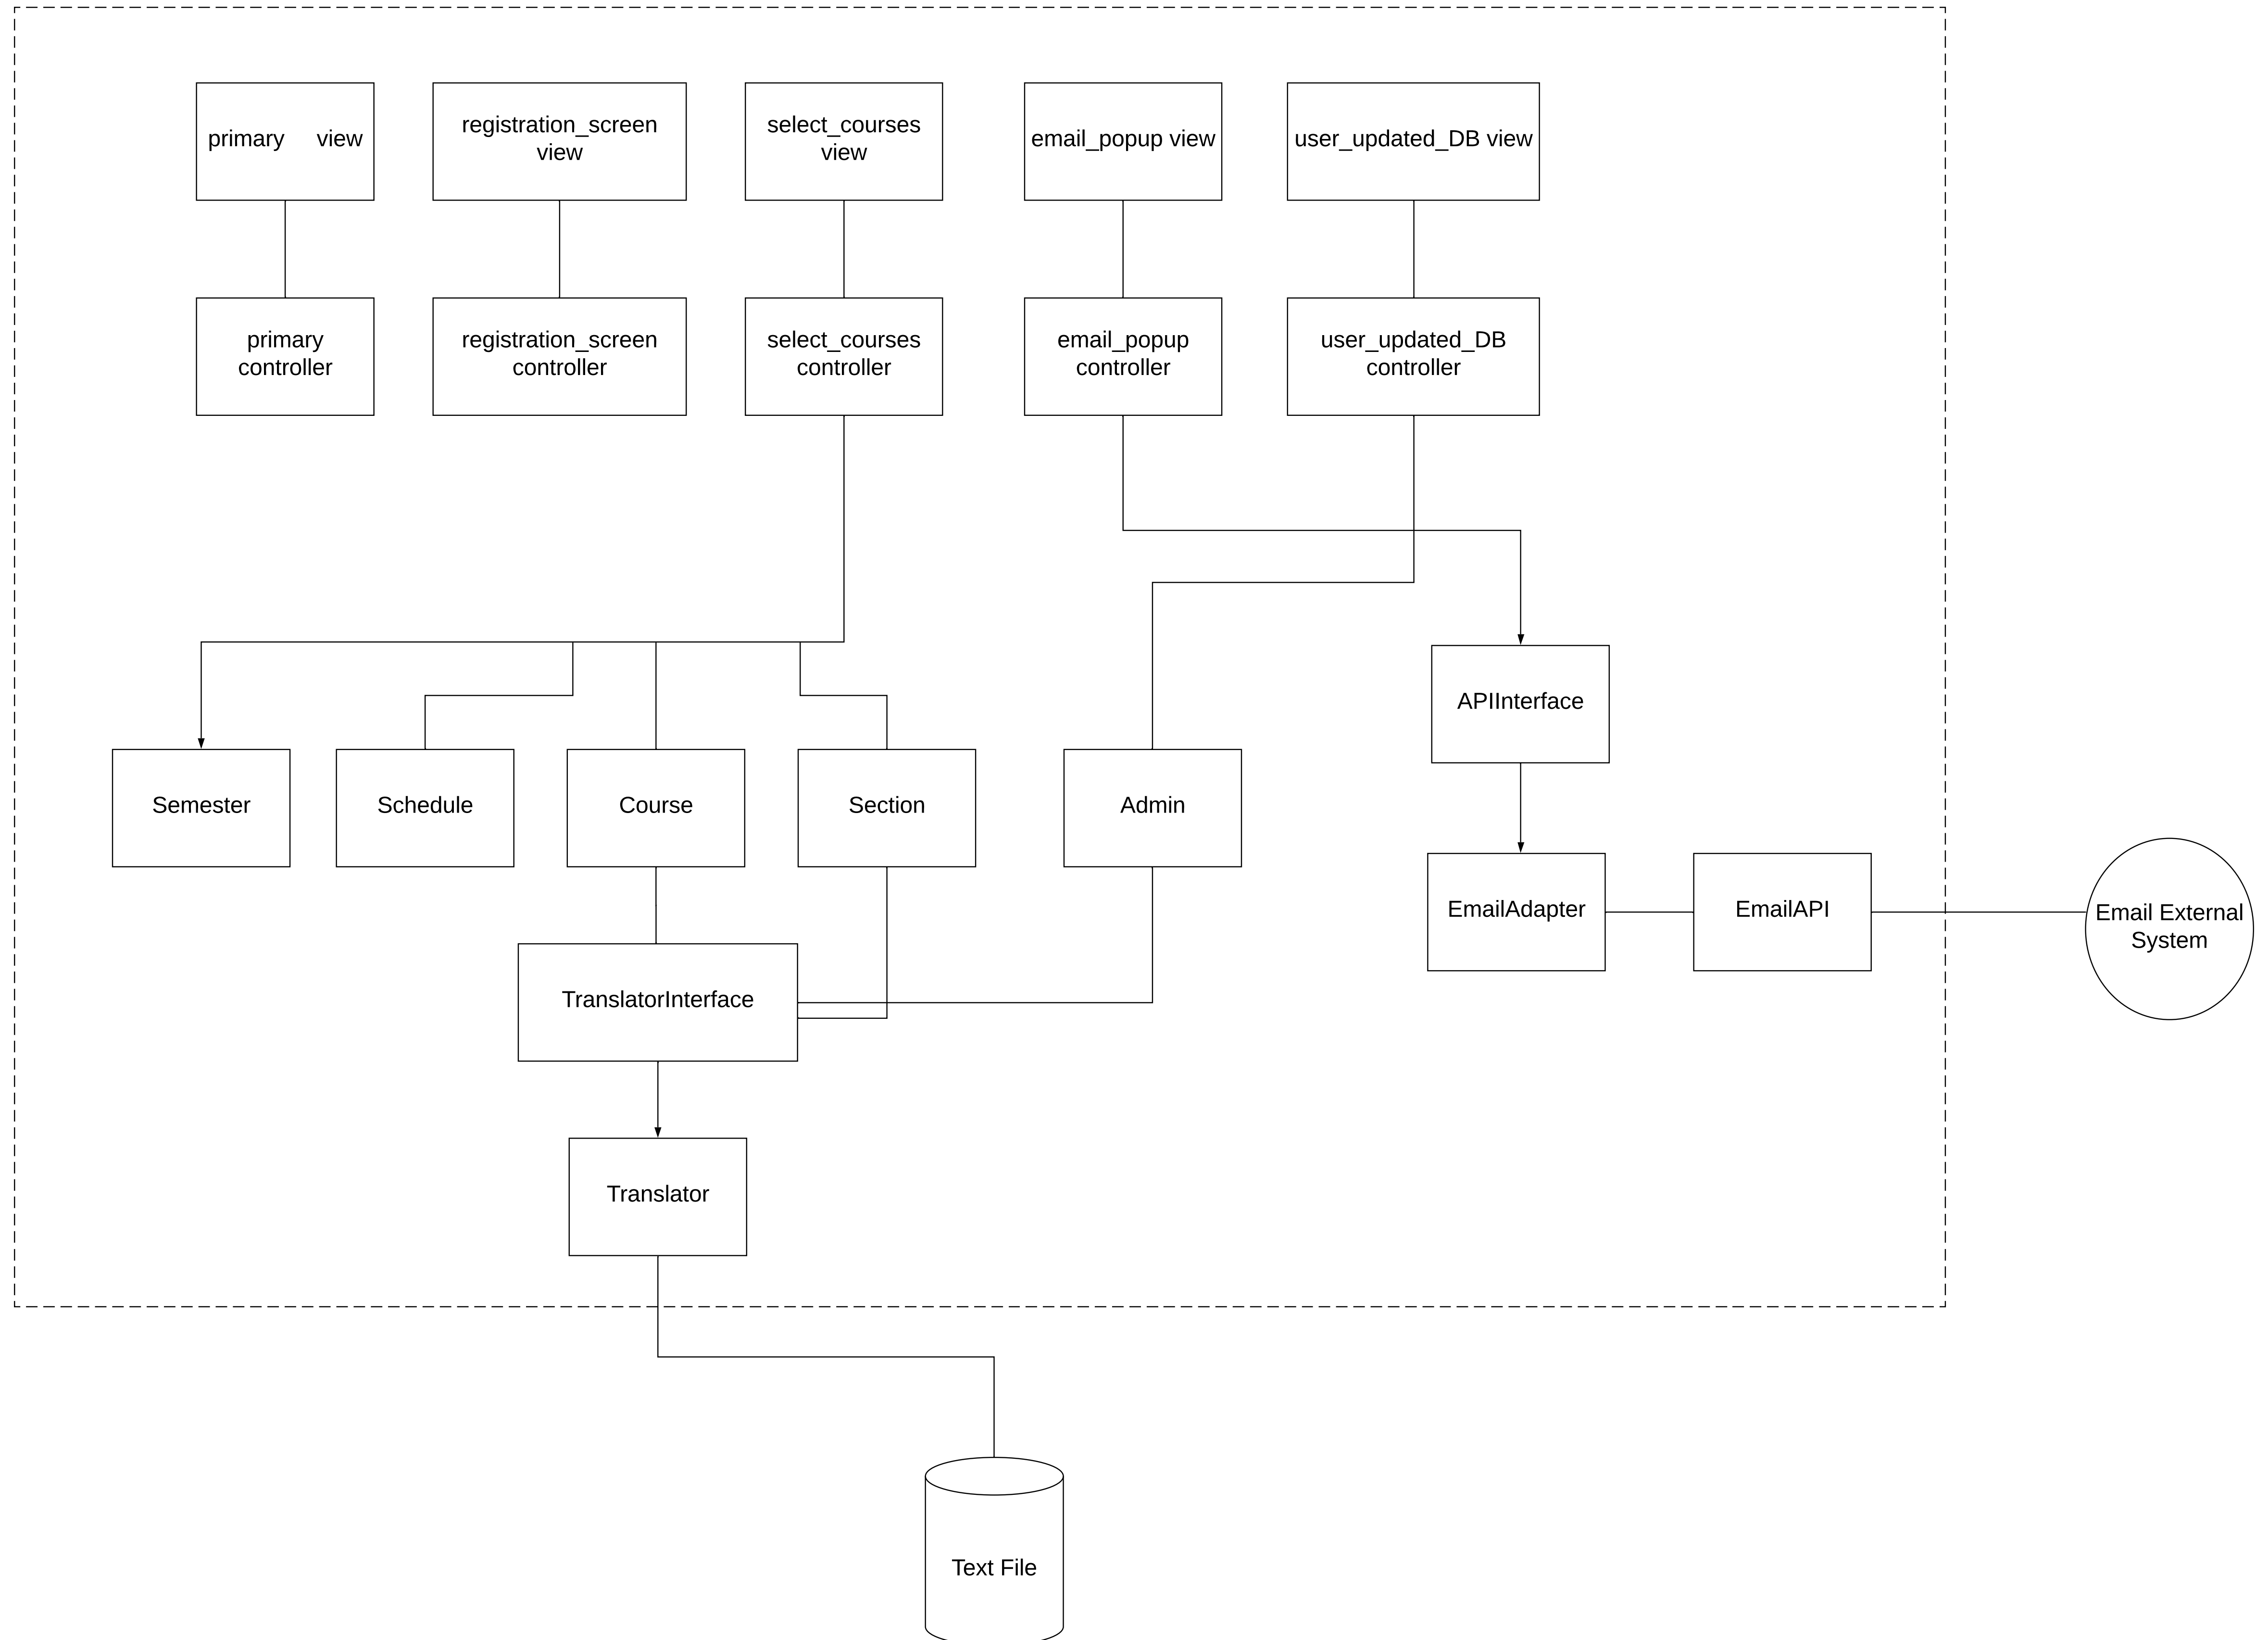 primary view
registration_screen
view
select_courses
view
email_popup view
user_updated_DB view
primary
controller
registration_screen
controller
select_courses
controller
email_popup
controller
user_updated_DB
controller
APIInterface
Semester
Schedule
Course
Section
Admin
EmailAdapter
EmailAPI
Email External
System
TranslatorInterface
Translator
Text File